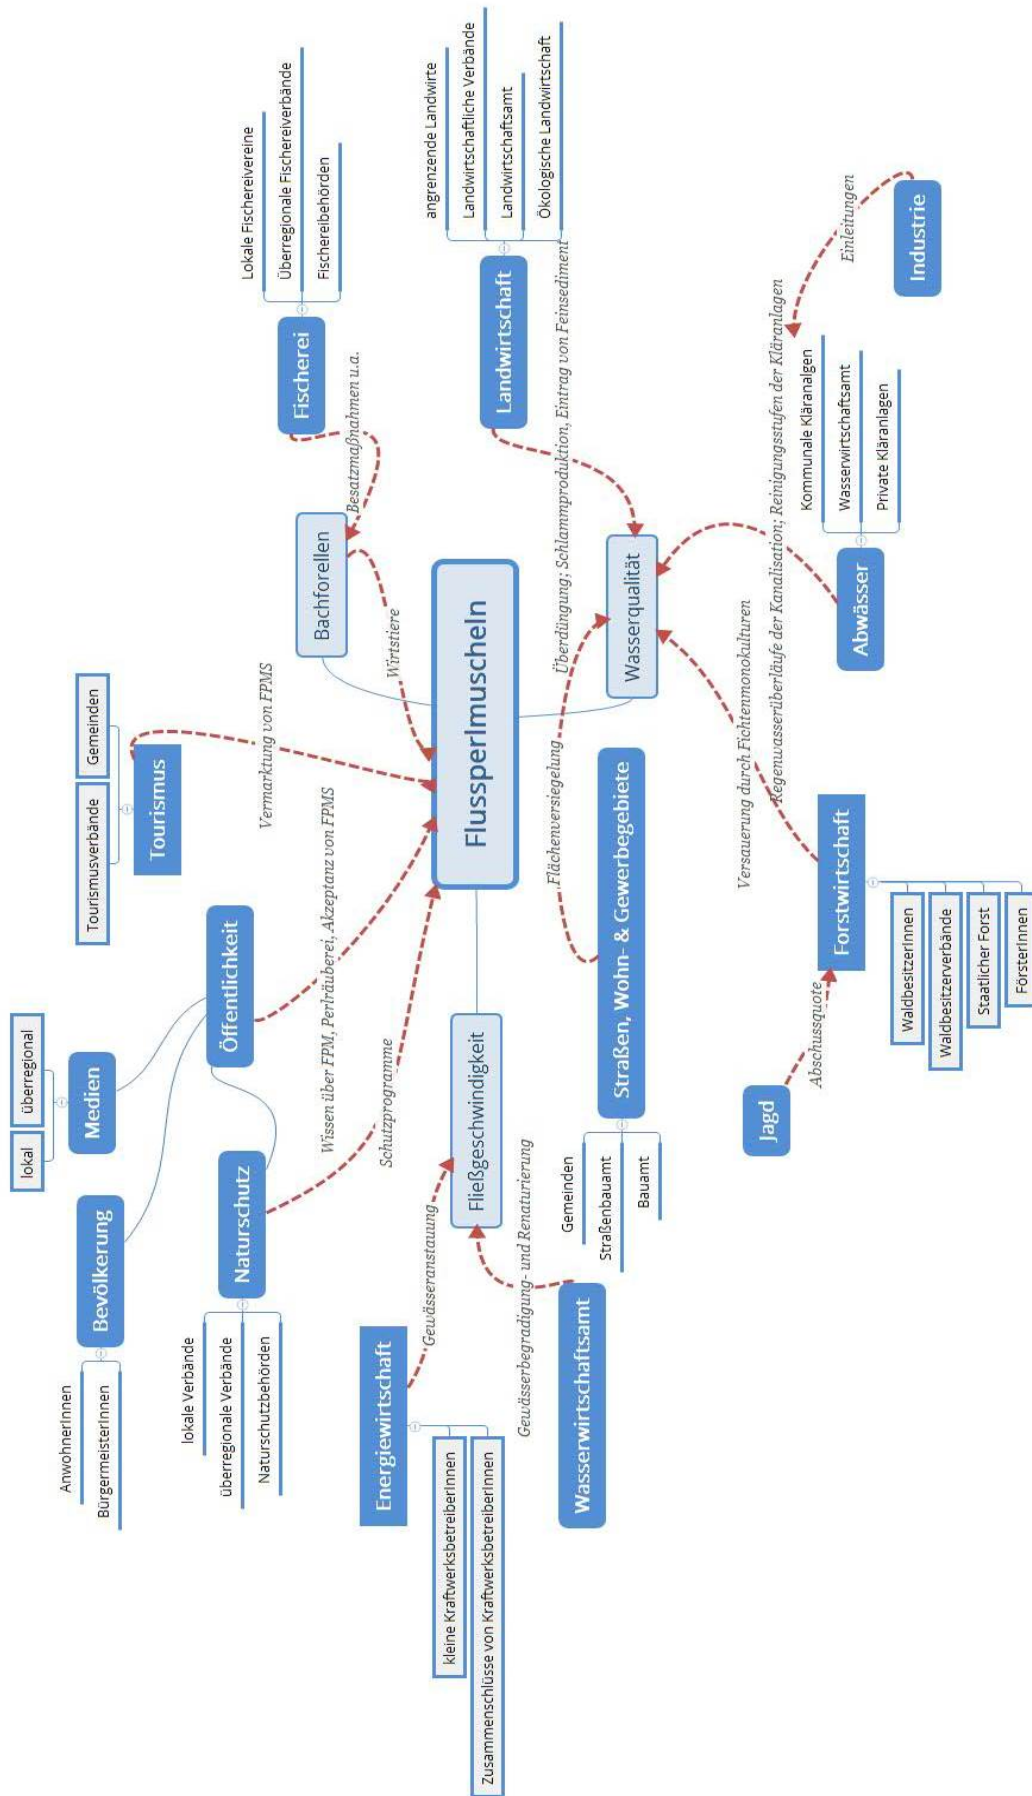 lokal
überregional
AnwohnerInnen
BürgermeisterInnen
Bevölkerung
Medien
Tourismusverbände
Gemeinden
Tourismus
lokale Verbände
überregionale Verbände
Naturschutzbehörden
Naturschutz
Öffentlichkeit
Vermarktung von FPMS
Lokale Fischereivereine
Überregionale Fischereiverbände
Fischereibehörden
Fischerei
Wissen über FPM, Perlräuberei, Akzeptanz von FPMS
Schutzprogramme
Bachforellen
Besatzmaßnahmen u.a.
Wirtstiere
Energiewirtschaft
kleine KraftwerksbetreiberInnen
Zusammenschlüsse von KraftwerksbetreiberInnen
Gewässeranstauung
Fließgeschwindigkeit
Flussperlmuscheln
angrenzende Landwirte
Landwirtschaftliche Verbände
Landwirtschaftsamt
Ökologische Landwirtschaft
Landwirtschaft
Gewässerbegradigung- und Renaturierung
Wasserwirtschaftsamt
Flächenversiegelung
Überdüngung; Schlammproduktion, Eintrag von Feinsediment
Gemeinden
Straßenbauamt
Bauamt
Straßen, Wohn- & Gewerbegebiete
Wasserqualität
Versauerung durch Fichtenmonokulturen
Regenwasserüberläufe der Kanalisation; Reinigungsstufen der Kläranlagen
Jagd
Abschussquote
Forstwirtschaft
WaldbesitzerInnen
Waldbesitzerverbände
Staatlicher Forst
FörsterInnen
Abwässer
Kommunale Kläranalgen
Wasserwirtschaftsamt
Private Kläranlagen
Einleitungen
Industrie